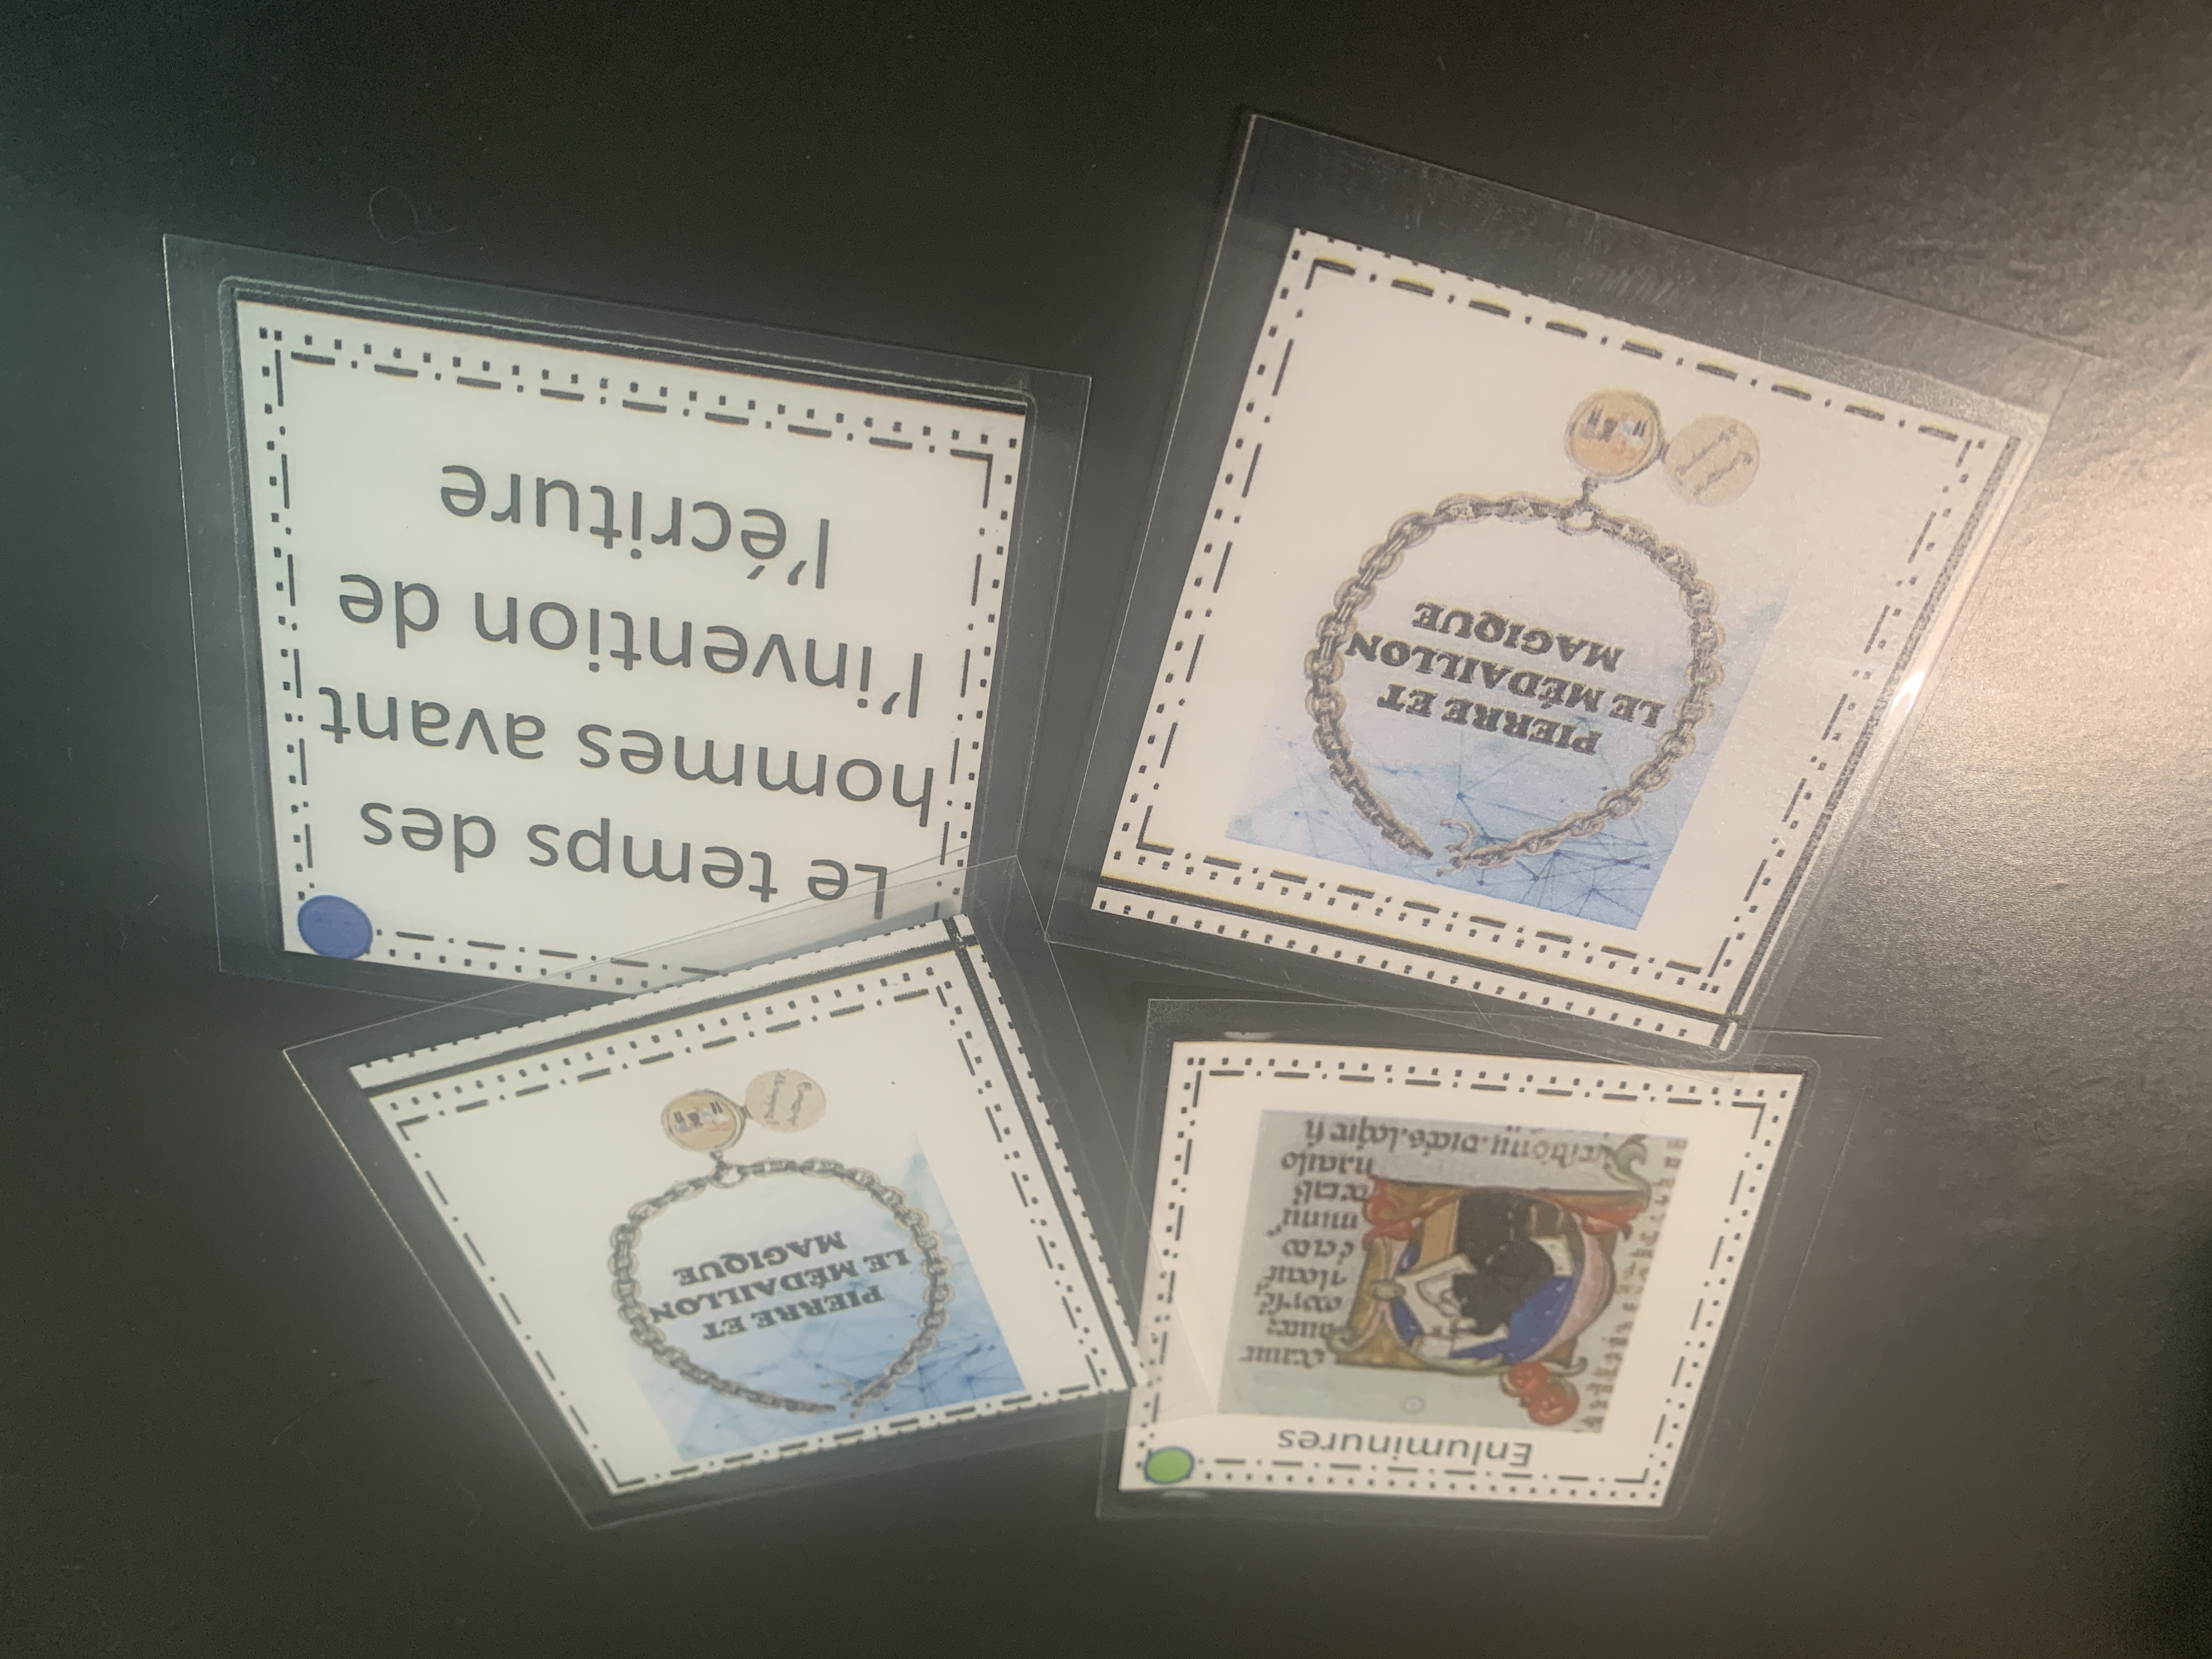 Le temps des
hommes avant
l'invention de
l'écriture
PIERRE ET
LE MÉDAILLON
MAGIQUE
PIERRE ET
LE MÉDAILLON
MAGIQUE
Enluminures